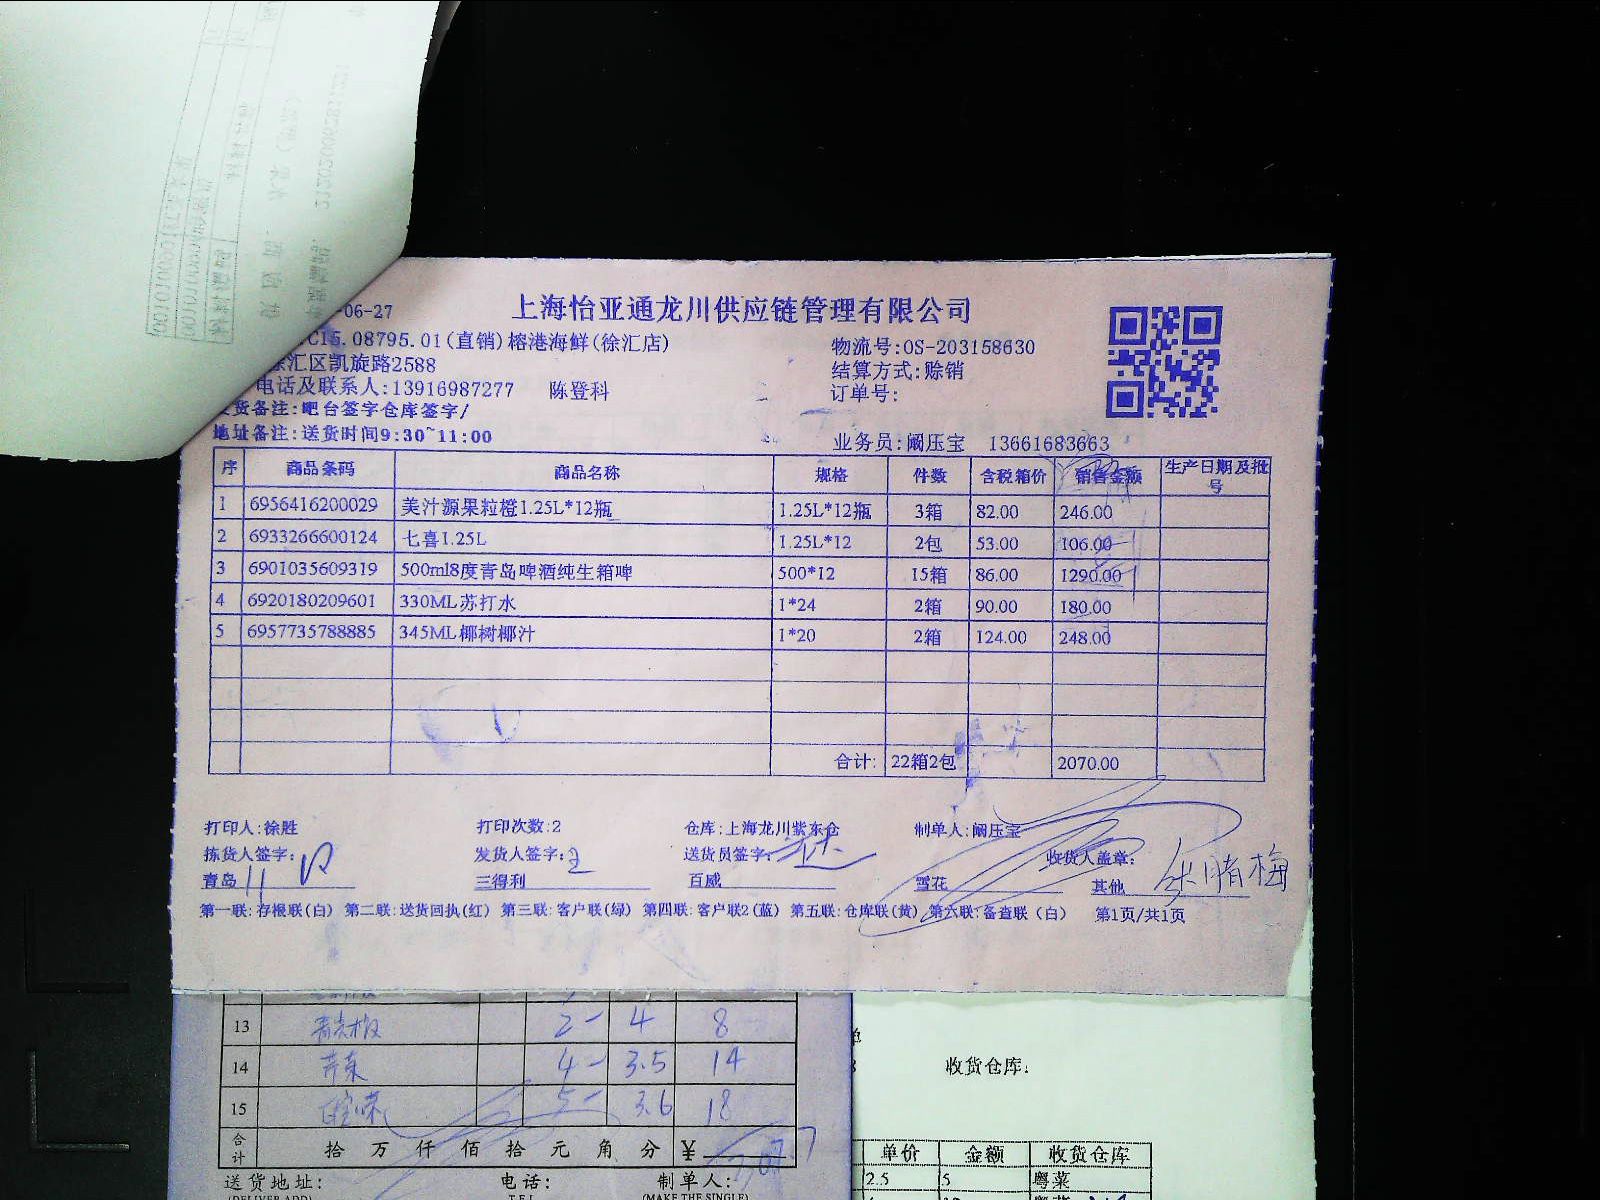 -06-27
上海怡亚通龙川供应链管理有限公司
C15.08795.01(直销)榕港海鲜(徐汇店)
物流号:OS-203158630
汇区凯旋路2588
结算方式:赊销
电话及联系人:13916987277 陈登科
订单号:
货备注:吧台签字仓库签字/
地址备注:送货时间9:30~11:00
业务员:阚压宝 13661683663
序 商品条码 商品名称 规格 件数 含税箱价 销售金额 生产日期及批号
1 6956416200029 美汁源果粒橙1.25L*12瓶 1.25L*12瓶 3箱 82.00 246.00
2 6933266600124 七喜1.25L 1.25L*12 2包 53.00 106.00
3 6901035609319 500ml8度青岛啤酒纯生箱啤 500*12 15箱 86.00 1290.00
4 6920180209601 330ML苏打水 1*24 2箱 90.00 180.00
5 6957735788885 345ML椰树椰汁 1*20 2箱 124.00 248.00
合计: 22箱2包 2070.00
打印人:徐胜 打印次数:2 仓库:上海龙川紫东仓 制单人:阚压宝
拣货人签字: 发货人签字: 送货员签字: 收货人盖章:
青岛 三得利 百威 雪花 其他
第一联:存根联(白) 第二联:送货回执(红) 第三联:客户联(绿) 第四联:客户联2(蓝) 第五联:仓库联(黄) 第六联:备查联(白) 第1页/共1页
13 2 4 8
14 芹菜 4 3.5 14
15 5 3.6 18
合计 拾 万 仟 佰 拾 元 角 分 ¥
送货地址: 电话: 制单人:
(DELIVER ADD) TEL (MAKE THE SINGLE)
收货仓库:
单价 金额 收货仓库
2.5 5 粤菜